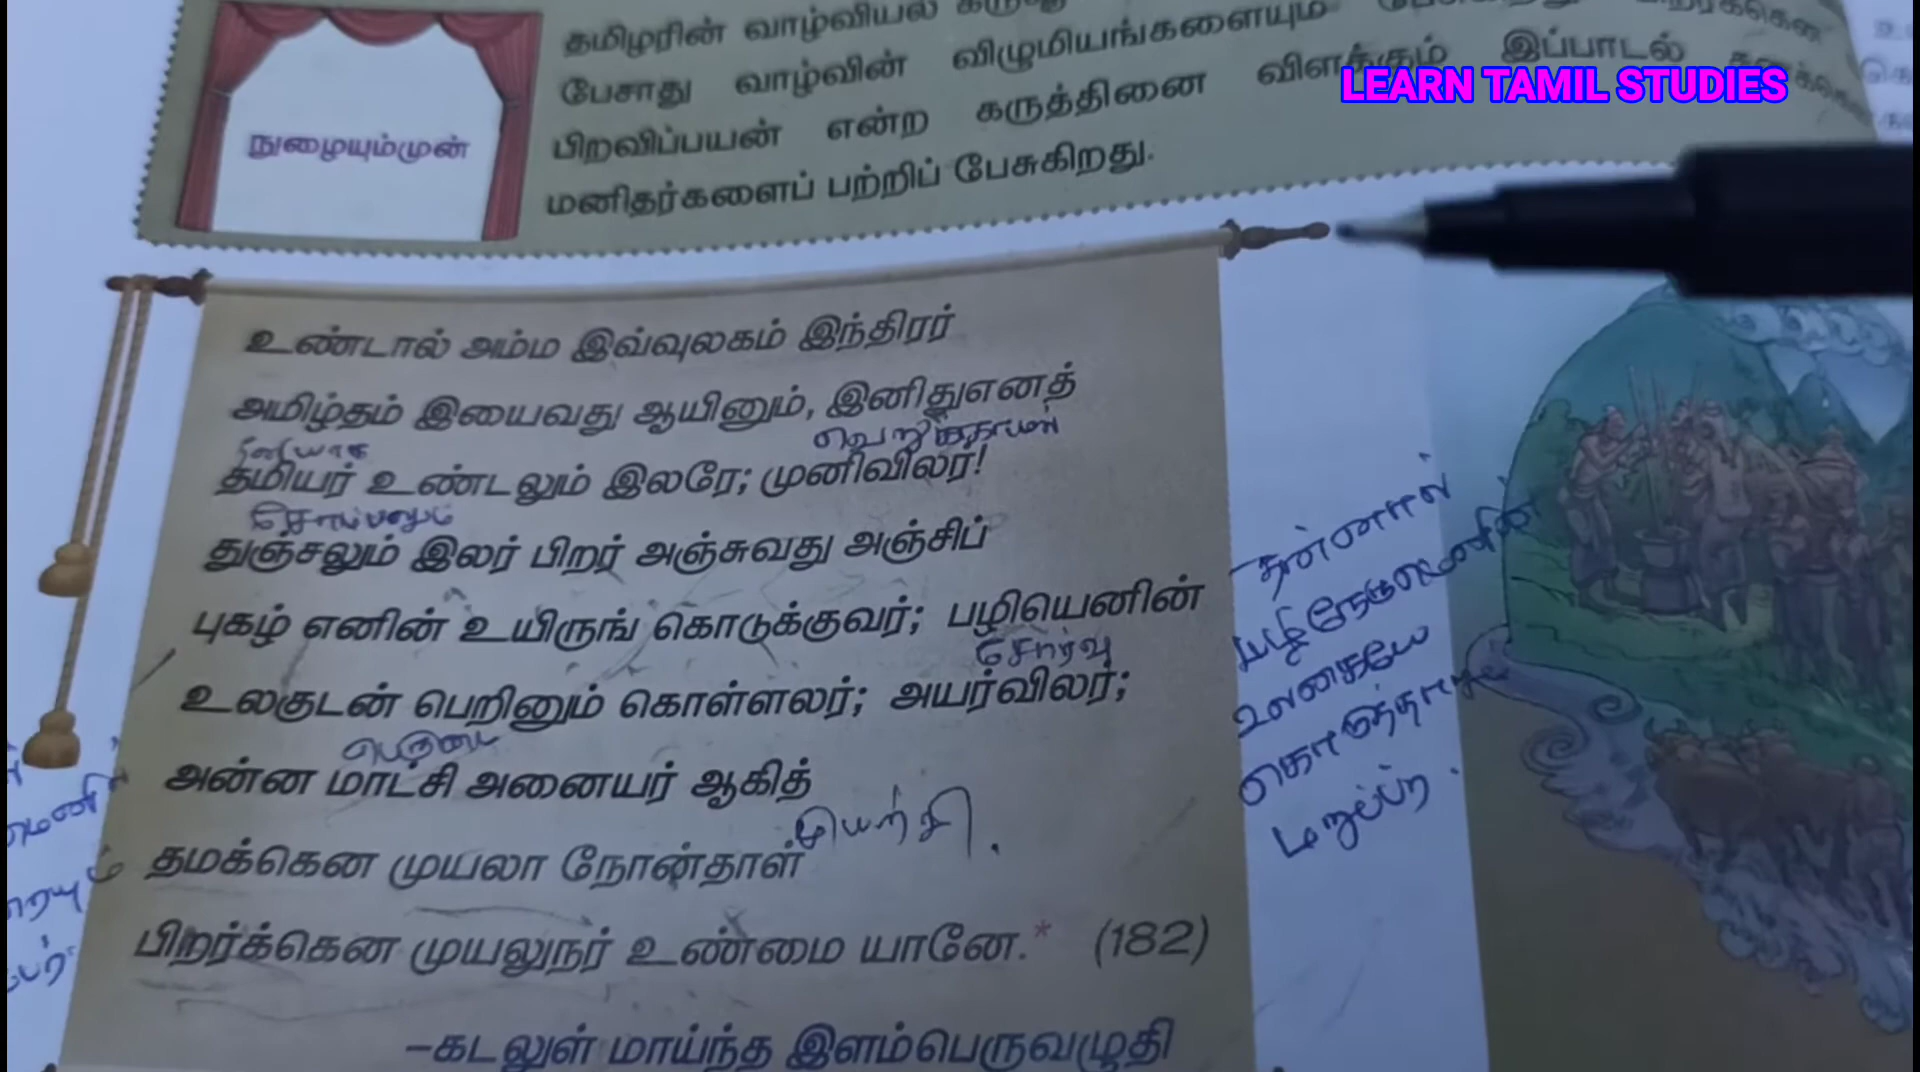 தமிழரின் வாழ்வியல்
LEARN TAMIL STUDIES
பேசாது வாழ்வின் விழுமியங்களையும்
பிறவிப்பயன் என்ற கருத்தினை விளக்கும் இப்பாடல்
மனிதர்களைப் பற்றிப் பேசுகிறது.
நுழையும்முன்
உண்டால் அம்ம இவ்வுலகம் இந்திரர்
அமிழ்தம் இயைவது ஆயினும், இனிதுஎனத்
தமியர் உண்டலும் இலரே; முனிவிலர்!
சோம்பலும்
துஞ்சலும் இலர் பிறர் அஞ்சுவது அஞ்சிப்
புகழ் எனின் உயிருங் கொடுக்குவர்; பழியெனின்
சோர்வு
உலகுடன் பெறினும் கொள்ளலர்; அயர்விலர்;
பெருமை
அன்ன மாட்சி அனையர் ஆகித்
முயற்சி
தமக்கென முயலா நோன்தாள்
பிறர்க்கென முயலுநர் உண்மை யானே.* (182)
–கடலுள் மாய்ந்த இளம்பெருவழுதி
தன்னால்